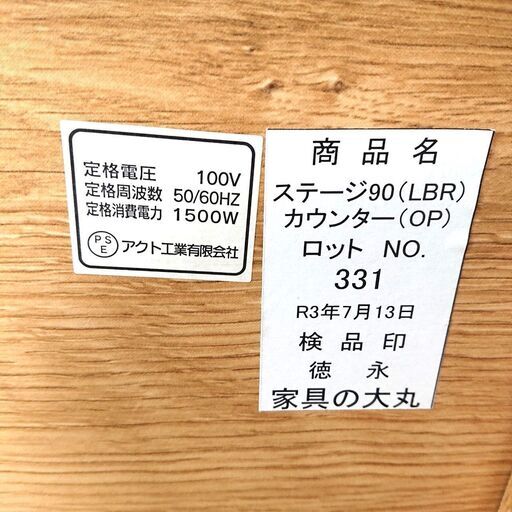 定格電圧 100V
定格周波数 50/60HZ
定格消費電力 1500W
PS
E アクト工業有限会社
商品名
ステージ90(LBR)
カウンター(OP)
ロット NO.
331
R3年7月13日
検品印
徳永
家具の大丸